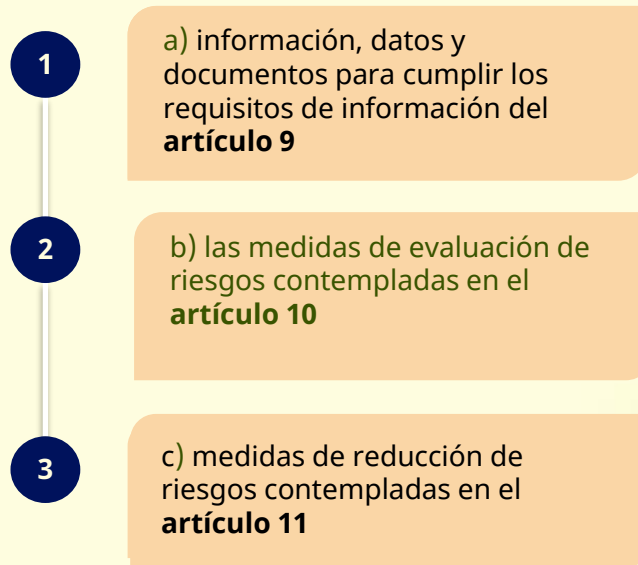 1
a) información, datos y
documentos para cumplir los
requisitos de información del
artículo 9
2
b) las medidas de evaluación de
riesgos contempladas en el
artículo 10
3
c) medidas de reducción de
riesgos contempladas en el
artículo 11